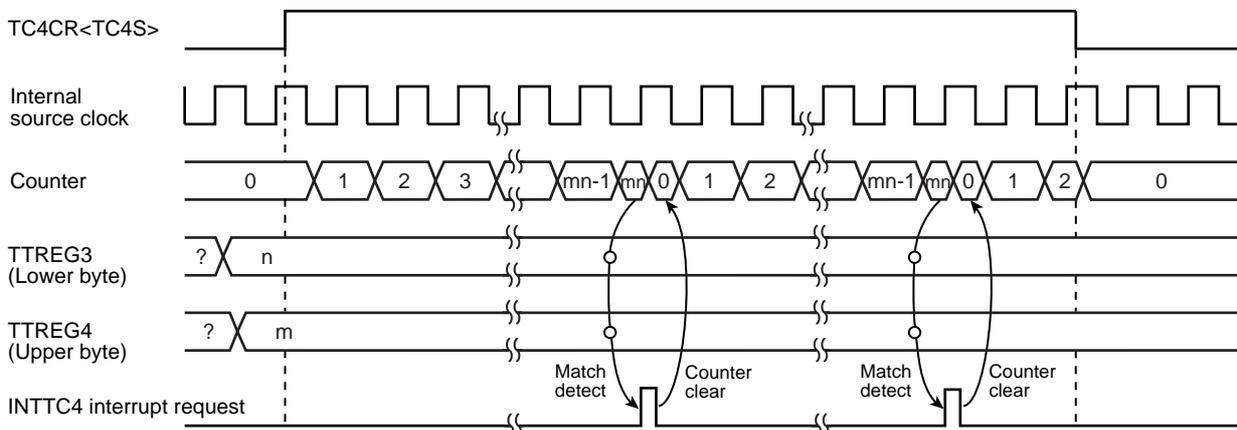 TC4CR<TC4S>
Internal
source clock
Counter
0 1 2 3 mn-1 mn 0 1 2 mn-1 mn 0 1 2 0
TTREG3
(Lower byte)
? n
TTREG4
(Upper byte)
? m
Match
detect
Counter
clear
Match
detect
Counter
clear
INTTC4 interrupt request